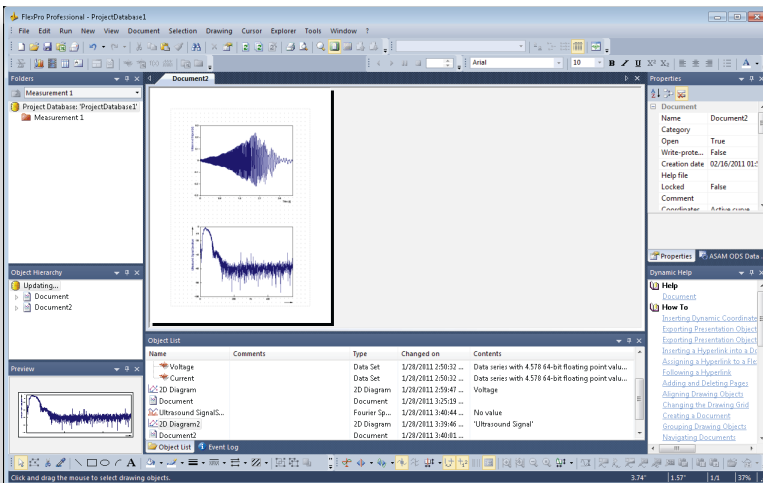 FlexPro Professional - ProjectDatabase1
File Edit Run New View Document Selection Drawing Cursor Explorer Tools Window ?
Arial 10 B I U X² X₂ A
Folders
Measurement 1
Project Database: 'ProjectDatabase1'
Measurement 1
Document2
Properties
Document
Name Document2
Category
Open True
Write-prote... False
Creation date 02/16/2011 01:
Help file
Locked False
Comment
Coordinates Active curve
Properties ASAM ODS Data
Object Hierarchy
Updating...
Document
Document2
Dynamic Help
Help
Document
How To
Inserting Dynamic Coordinate
Exporting Presentation Object
Exporting Presentation Object
Inserting a Hyperlink into a Do
Assigning a Hyperlink to a Fle
Following a Hyperlink
Adding and Deleting Pages
Aligning Drawing Objects
Changing the Drawing Grid
Creating a Document
Grouping Drawing Objects
Navigating Documents
Object List
Name Comments Type Changed on Contents
Voltage Data Set 1/28/2011 2:50:32 ... Data series with 4.578 64-bit floating point valu...
Current Data Set 1/28/2011 2:50:32 ... Data series with 4.578 64-bit floating point valu...
2D Diagram 2D Diagram 1/28/2011 2:59:47 ... Voltage
Document Document 1/28/2011 3:25:19 ...
Ultrasound SignalS... Fourier Sp... 1/28/2011 3:40:44 ... No value
2D Diagram2 2D Diagram 1/28/2011 3:39:46 ... 'Ultrasound Signal'
Document2 Document 1/28/2011 3:40:01 ...
Object List Event Log
Preview
Click and drag the mouse to select drawing objects. 3.74" 1.57" 1/1 37%